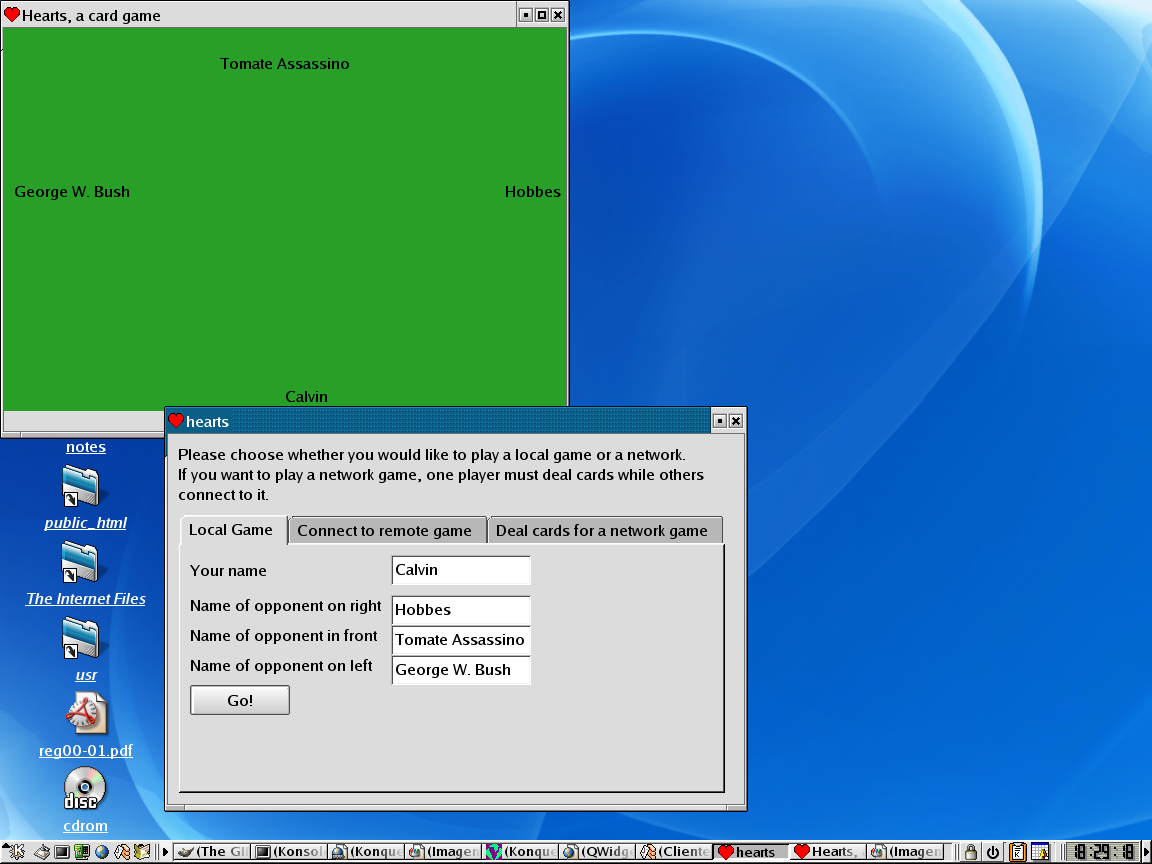 Hearts, a card game
Tomate Assassino
George W. Bush
Hobbes
Calvin
notes
public_html
The Internet Files
usr
reg00-01.pdf
disc
cdrom
hearts
Please choose whether you would like to play a local game or a network.
If you want to play a network game, one player must deal cards while others
connect to it.
Local Game
Connect to remote game
Deal cards for a network game
Your name
Calvin
Name of opponent on right
Hobbes
Name of opponent in front
Tomate Assassino
Name of opponent on left
George W. Bush
Go!
(The GI
(Konsol
(Konque
(Imagen
(Konque
(QWidg
(Cliente
hearts
Hearts,
(Imagen
18:29:18